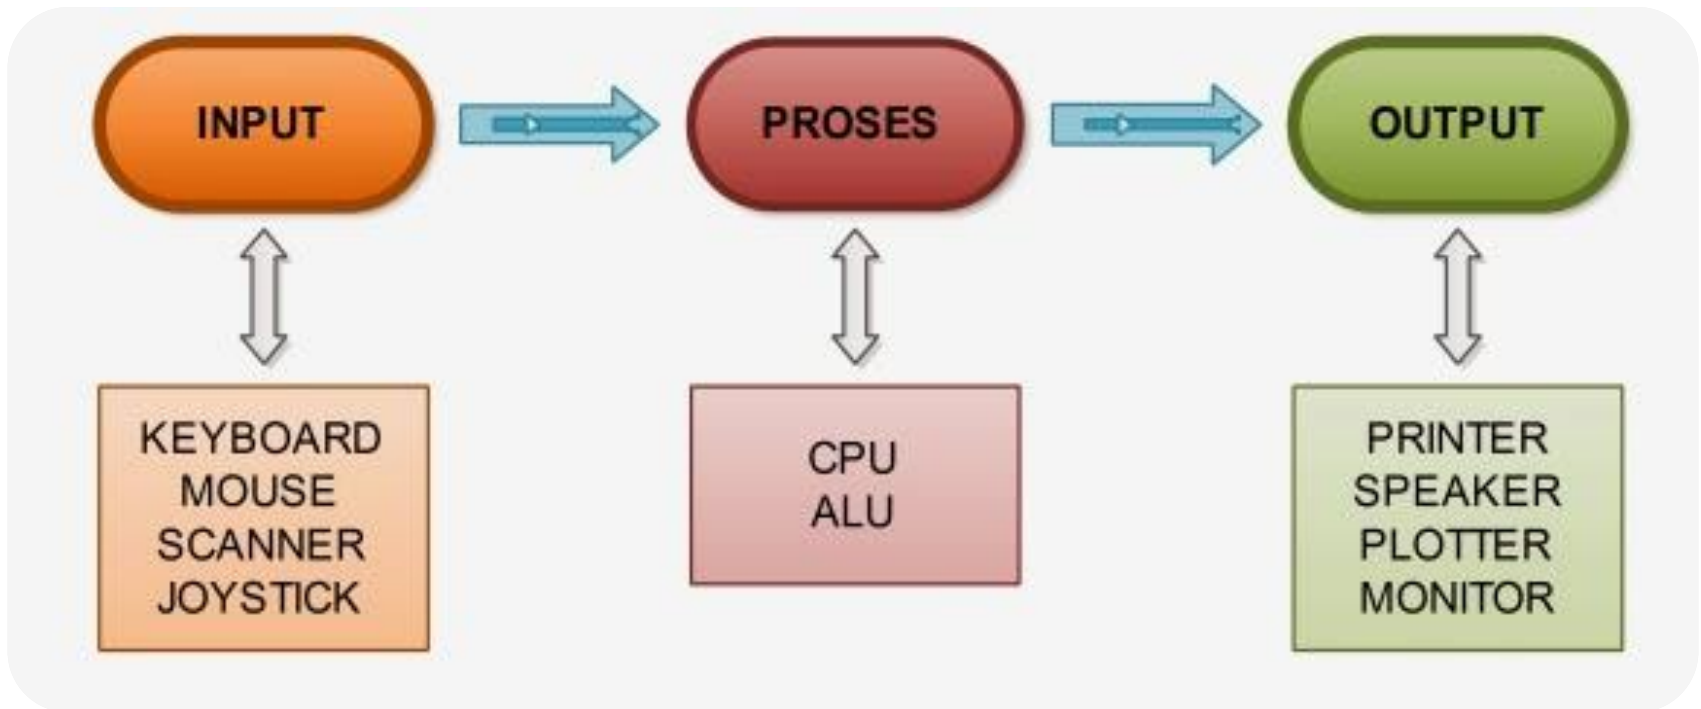 INPUT
PROSES
OUTPUT
KEYBOARD
MOUSE
SCANNER
JOYSTICK
CPU
ALU
PRINTER
SPEAKER
PLOTTER
MONITOR